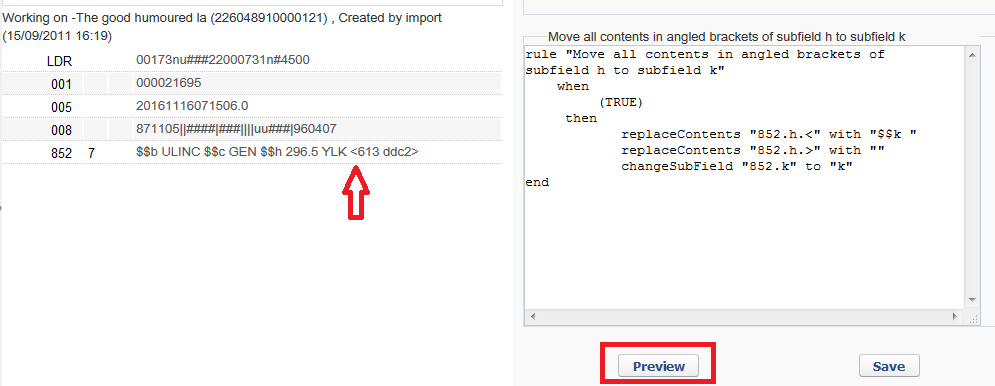 Working on -The good humoured la (226048910000121) , Created by import
(15/09/2011 16:19)
LDR 00173nu###22000731n#4500
001 000021695
005 20161116071506.0
008 871105||####|###||||uu###|960407
852 7 $$b ULINC $$c GEN $$h 296.5 YLK <613 ddc2>
Move all contents in angled brackets of subfield h to subfield k
rule "Move all contents in angled brackets of
subfield h to subfield k"
when
(TRUE)
then
replaceContents "852.h.<" with "$$k "
replaceContents "852.h.>" with ""
changeSubField "852.k" to "k"
end
Preview
Save